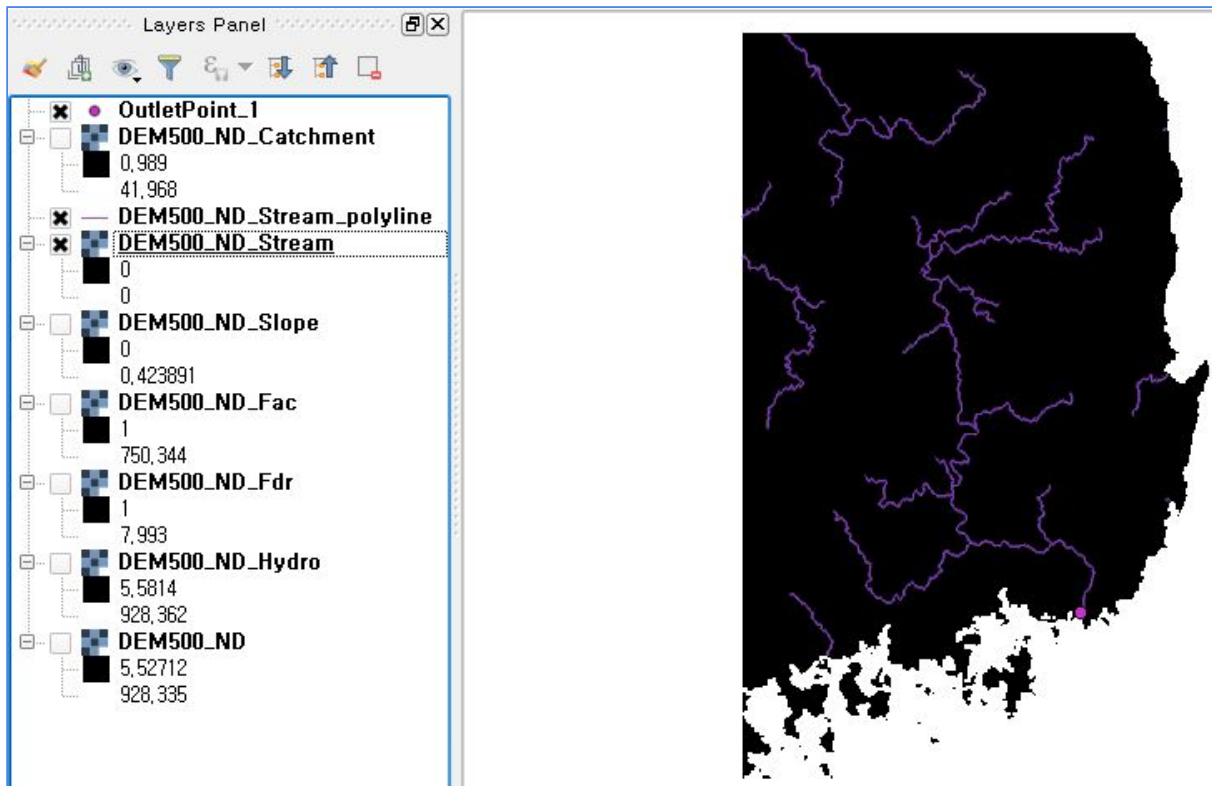 Layers Panel
OutletPoint_1
DEM500_ND_Catchment
0,989
41,968
DEM500_ND_Stream_polyline
DEM500_ND_Stream
0
0
DEM500_ND_Slope
0
0,423891
DEM500_ND_Fac
1
750,344
DEM500_ND_Fdr
1
7,993
DEM500_ND_Hydro
5,5814
928,362
DEM500_ND
5,52712
928,335